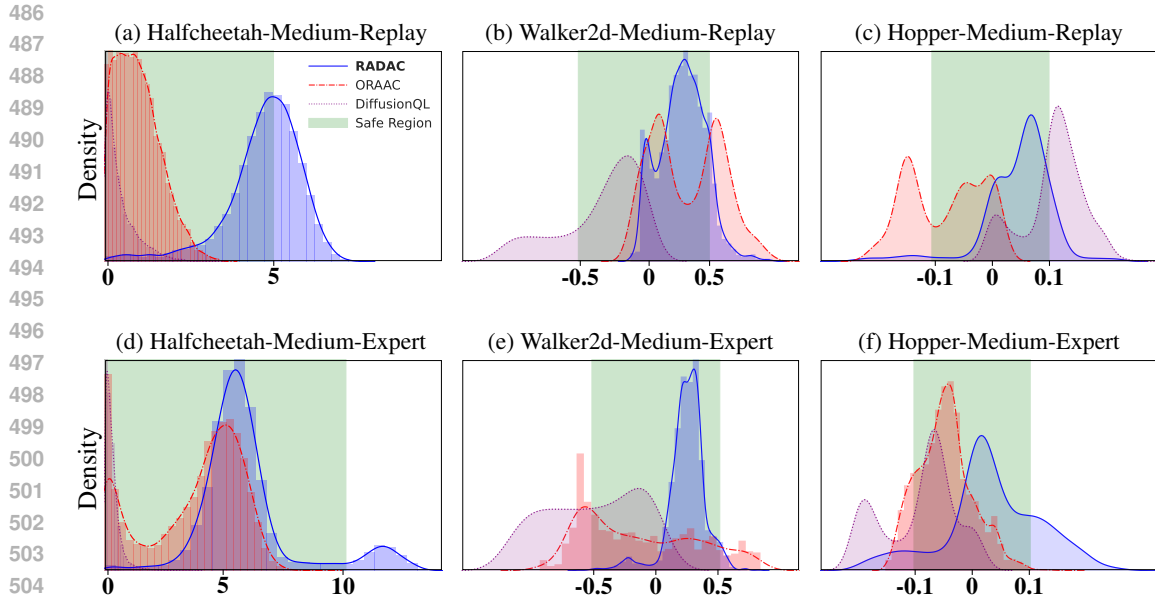 486
487
488
489
490
491
492
493
494
495
496
497
498
499
500
501
502
503
504
(a) Halfcheetah-Medium-Replay
(b) Walker2d-Medium-Replay
(c) Hopper-Medium-Replay
Density
RADAC
ORAAC
DiffusionQL
Safe Region
0 5
-0.5 0 0.5
-0.1 0 0.1
(d) Halfcheetah-Medium-Expert
(e) Walker2d-Medium-Expert
(f) Hopper-Medium-Expert
Density
0 5 10
-0.5 0 0.5
-0.1 0 0.1